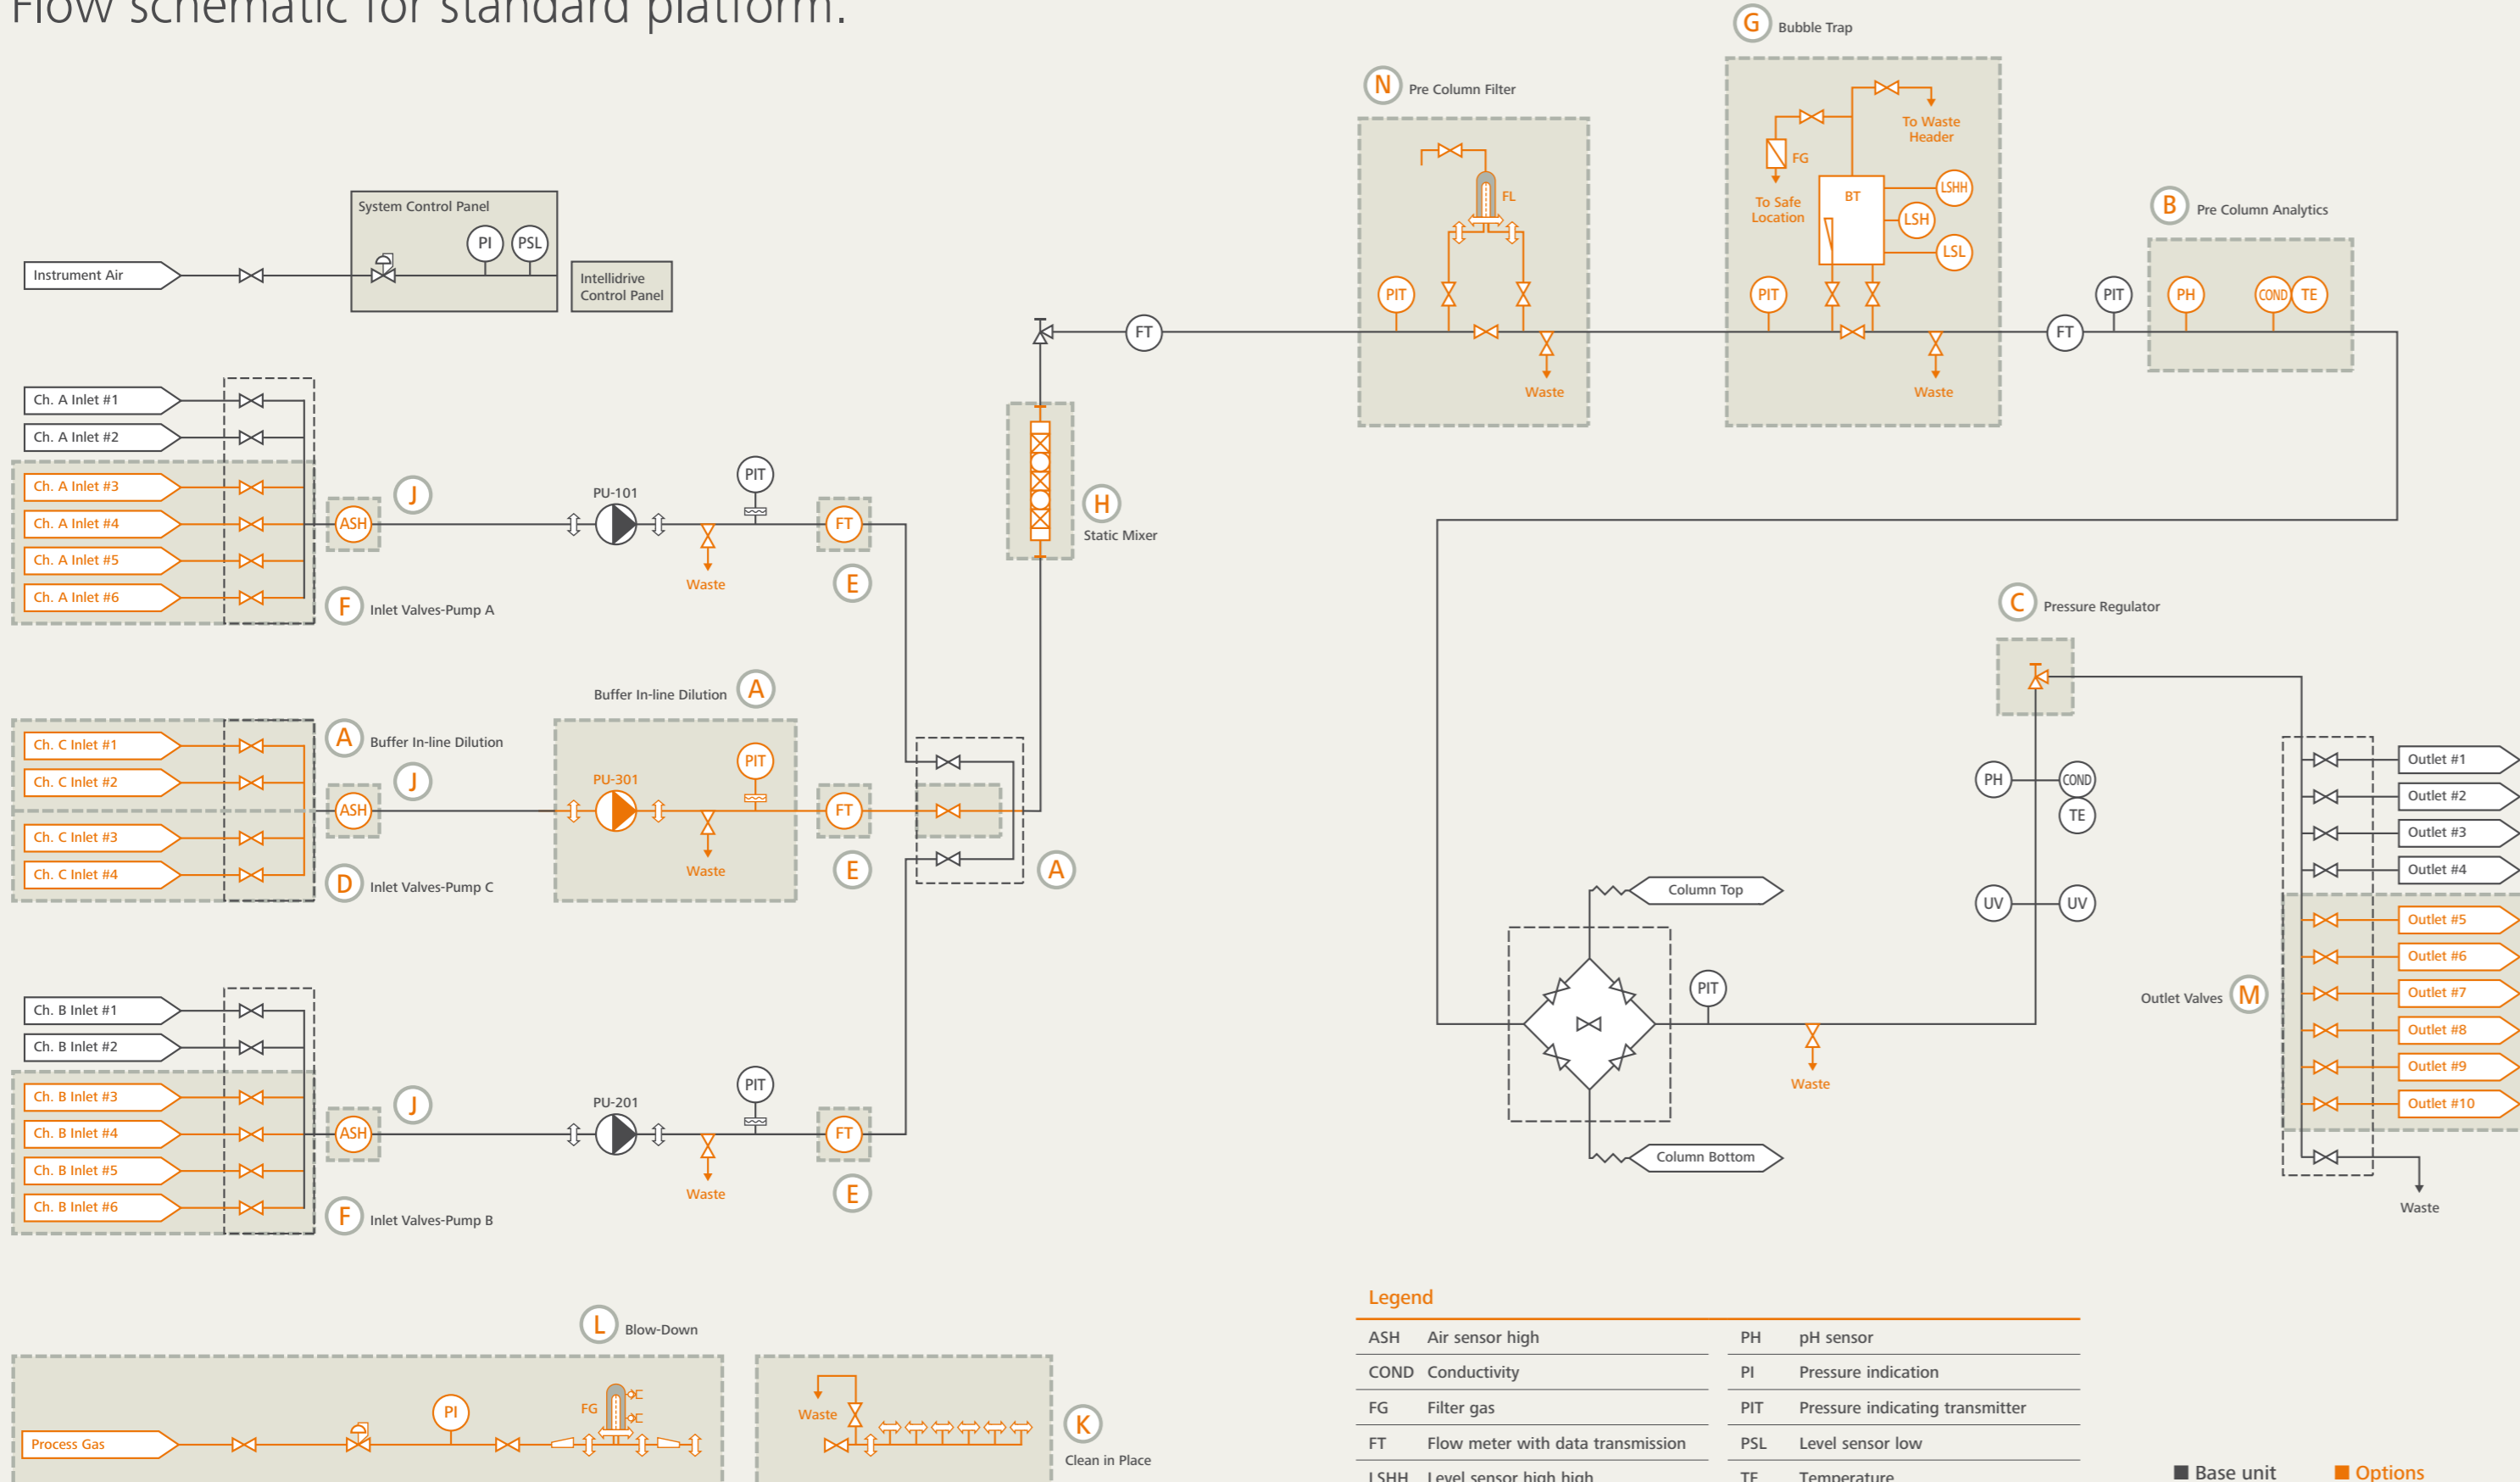 Flow schematic for standard platform.
G
Bubble Trap
N
Pre Column Filter
To Waste
Header
FG
To Safe
Location
BT
LSHH
LSH
LSL
FL
B
Pre Column Analytics
System Control Panel
PI
PSL
Instrument Air
Intellidrive
Control Panel
PIT
PIT
PIT
PH
COND
TE
FT
FT
Waste
Waste
Ch. A Inlet #1
Ch. A Inlet #2
Ch. A Inlet #3
Ch. A Inlet #4
Ch. A Inlet #5
Ch. A Inlet #6
J
ASH
F
Inlet Valves-Pump A
PU-101
PIT
Waste
FT
E
H
Static Mixer
C
Pressure Regulator
Buffer In-line Dilution
A
Ch. C Inlet #1
Ch. C Inlet #2
Ch. C Inlet #3
Ch. C Inlet #4
A
Buffer In-line Dilution
J
ASH
D
Inlet Valves-Pump C
PU-301
PIT
Waste
FT
E
A
PH
COND
TE
UV
UV
Outlet #1
Outlet #2
Outlet #3
Outlet #4
Outlet #5
Outlet #6
Outlet #7
Outlet #8
Outlet #9
Outlet #10
Outlet Valves
M
Waste
Column Top
PIT
Waste
Column Bottom
Ch. B Inlet #1
Ch. B Inlet #2
Ch. B Inlet #3
Ch. B Inlet #4
Ch. B Inlet #5
Ch. B Inlet #6
J
ASH
F
Inlet Valves-Pump B
PU-201
PIT
Waste
FT
E
L
Blow-Down
Process Gas
PI
FG
Waste
K
Clean in Place
Legend
ASH Air sensor high PH pH sensor
COND Conductivity PI Pressure indication
FG Filter gas PIT Pressure indicating transmitter
FT Flow meter with data transmission PSL Level sensor low
LSHH Level sensor high high TE Temperature
Base unit
Options